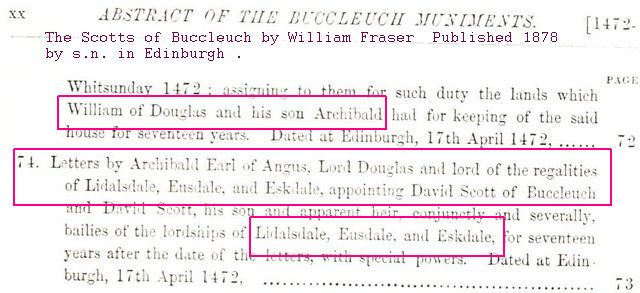 xx ABSTRACT OF THE BUCCLEUCH MUNIMENTS. [1472-
The Scotts of Buccleuch by William Fraser Published 1878
by s.n. in Edinburgh .
PAGE
Whitsunday 1472 ; assigning to them for such duty the lands which
William of Douglas and his son Archibald had for keeping of the said
house for seventeen years. Dated at Edinburgh, 17th April 1472, ...... 72
74. Letters by Archibald Earl of Angus, Lord Douglas and lord of the regalities
of Lidalsdale, Eusdale, and Eskdale, appointing David Scott of Buccleuch
and David Scott, his son and apparent heir, conjunctly and severally,
bailies of the lordships of Lidalsdale, Eusdale, and Eskdale, for seventeen
years after the date of the letters, with special powers. Dated at Edin-
burgh, 17th April 1472, ................................................ 73